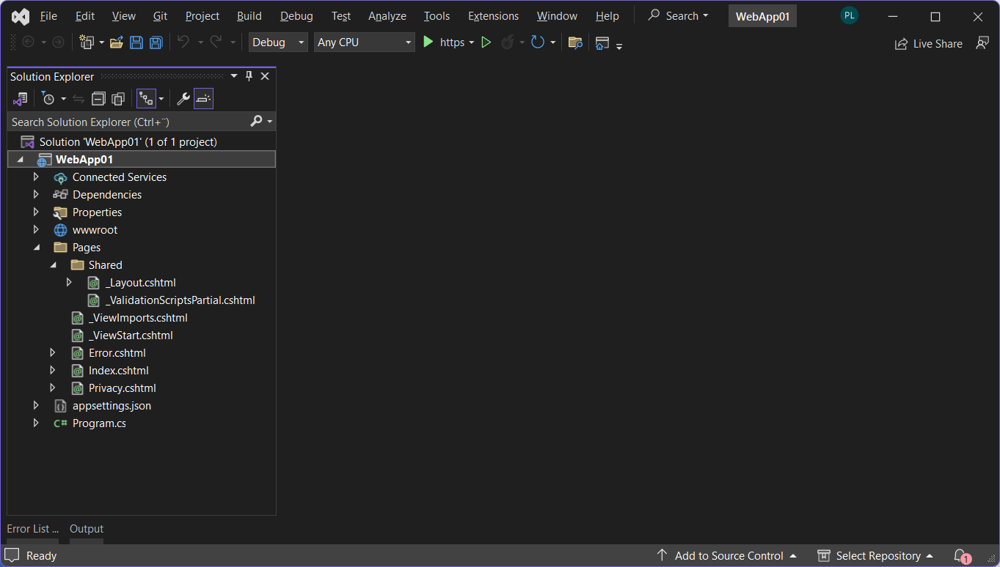 File Edit View Git Project Build Debug Test Analyze Tools Extensions Window Help Search WebApp01 PL
Debug Any CPU https Live Share
Solution Explorer
Search Solution Explorer (Ctrl+¨)
Solution 'WebApp01' (1 of 1 project)
WebApp01
Connected Services
Dependencies
Properties
wwwroot
Pages
Shared
_Layout.cshtml
_ValidationScriptsPartial.cshtml
_ViewImports.cshtml
_ViewStart.cshtml
Error.cshtml
Index.cshtml
Privacy.cshtml
appsettings.json
C# Program.cs
Error List ... Output
Ready Add to Source Control Select Repository 1